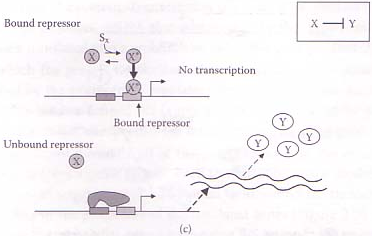 Bound repressor
X ⊣ Y
Sx
X
X*
No transcription
X*
Bound repressor
Unbound repressor
X
Y
Y
Y
Y
(c)